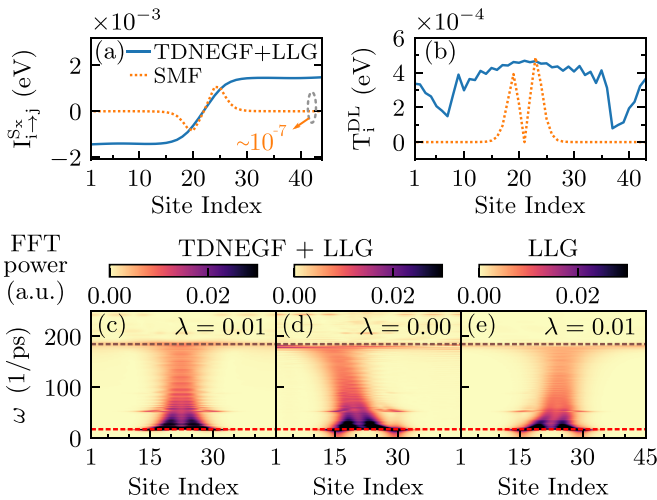 ×10⁻³
×10⁻⁴
(a)
TDNEGF+LLG
SMF
~10⁻⁷
I^{Sₓ}_{i→j} (eV)
2
0
−2
1 10 20 30 40
Site Index
(b)
T_i^{DL} (eV)
6
4
2
0
1 10 20 30 40
Site Index
FFT
power
(a.u.)
TDNEGF + LLG
LLG
0.00 0.02
0.00 0.02
0.00 0.02
ω (1/ps)
200
100
0
(c) λ = 0.01
(d) λ = 0.00
(e) λ = 0.01
1 15 30
1 15 30
1 15 30 45
Site Index
Site Index
Site Index